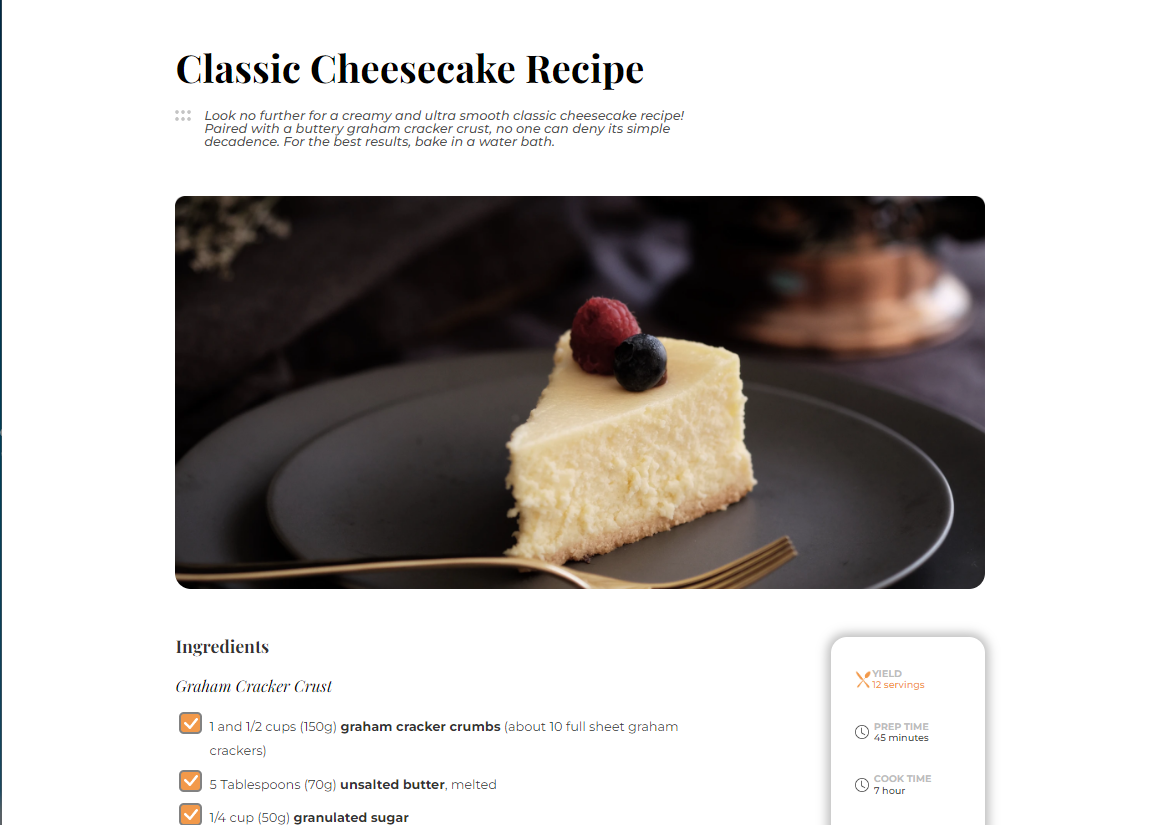 Classic Cheesecake Recipe
Look no further for a creamy and ultra smooth classic cheesecake recipe!
Paired with a buttery graham cracker crust, no one can deny its simple
decadence. For the best results, bake in a water bath.
Ingredients
Graham Cracker Crust
1 and 1/2 cups (150g) graham cracker crumbs (about 10 full sheet graham
crackers)
5 Tablespoons (70g) unsalted butter, melted
1/4 cup (50g) granulated sugar
YIELD
12 servings
PREP TIME
45 minutes
COOK TIME
7 hour